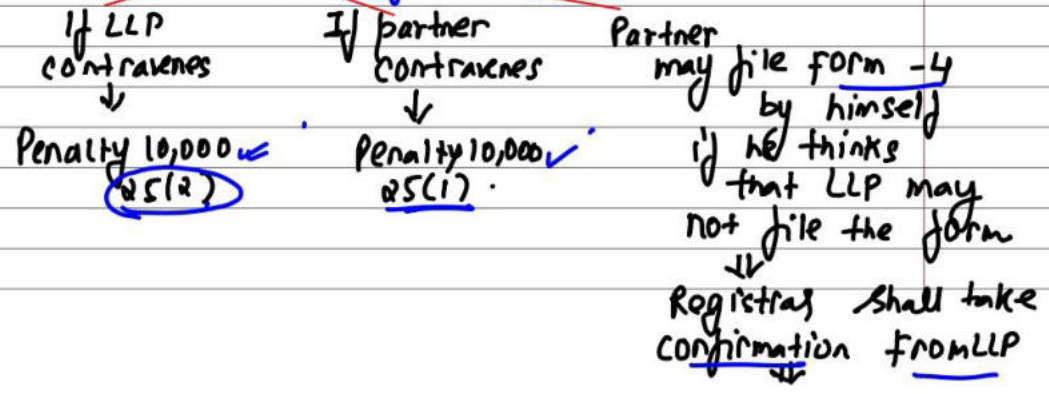 If LLP
contravenes
Penalty 10,000
25(2)
If partner
contravenes
Penalty 10,000
25(1)
Partner
may file form -4
by himself
if he thinks
that LLP may
not file the form
Registrar shall take
confirmation from LLP